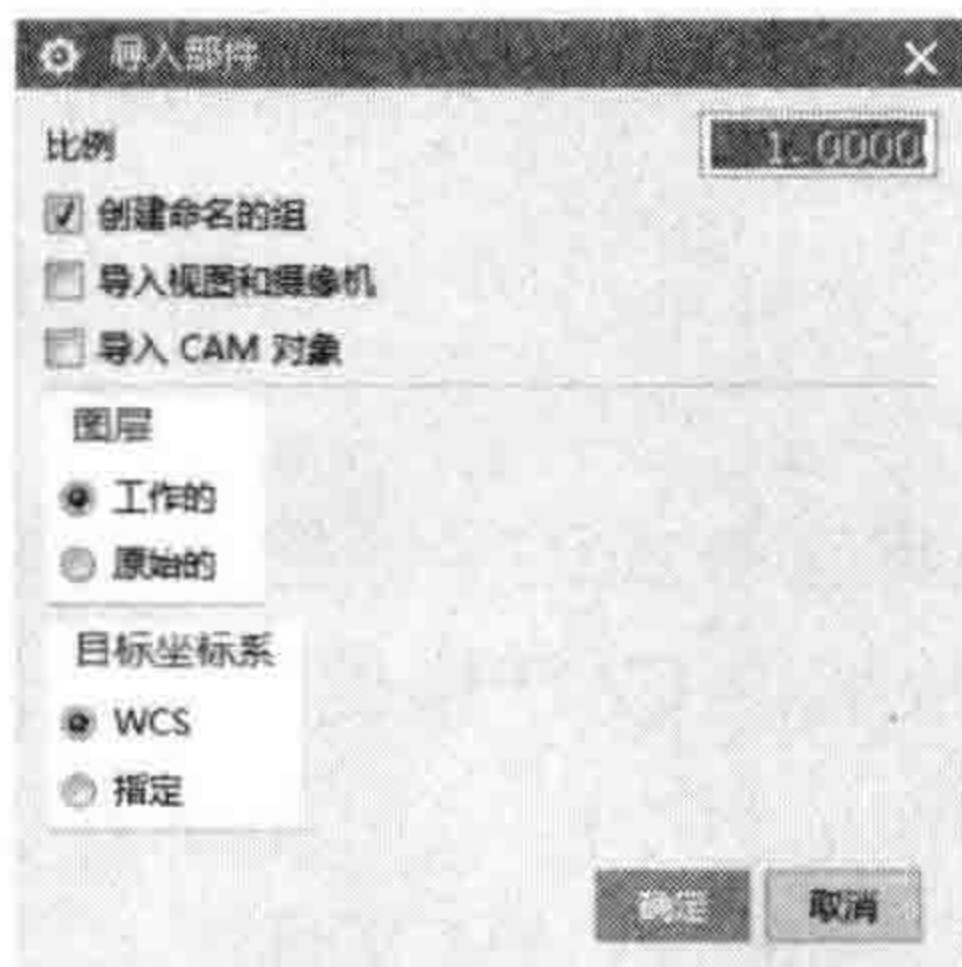 导入部件
比例 1.0000
创建命名的组
导入视图和摄像机
导入 CAM 对象
图层
工作的
原始的
目标坐标系
WCS
指定
确定 取消